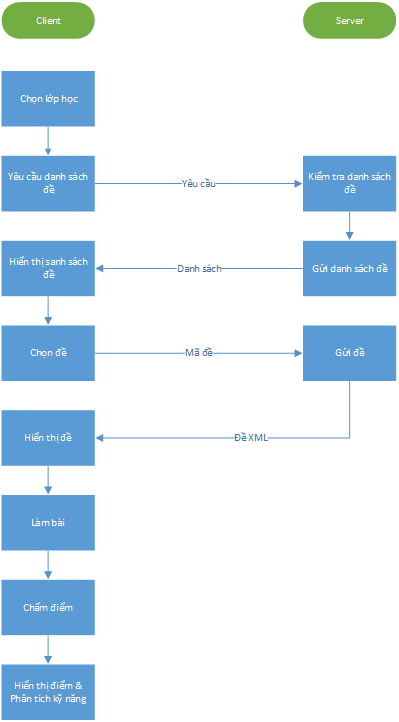 Client
Server
Chọn lớp học
Yêu cầu danh sách
đề
Yêu cầu
Kiểm tra danh sách
đề
Hiển thị sanh sách
đề
Danh sách
Gửi danh sách đề
Chọn đề
Mã đề
Gửi đề
Hiển thị đề
Đề XML
Làm bài
Chấm điểm
Hiển thị điểm &
Phân tích kỹ năng